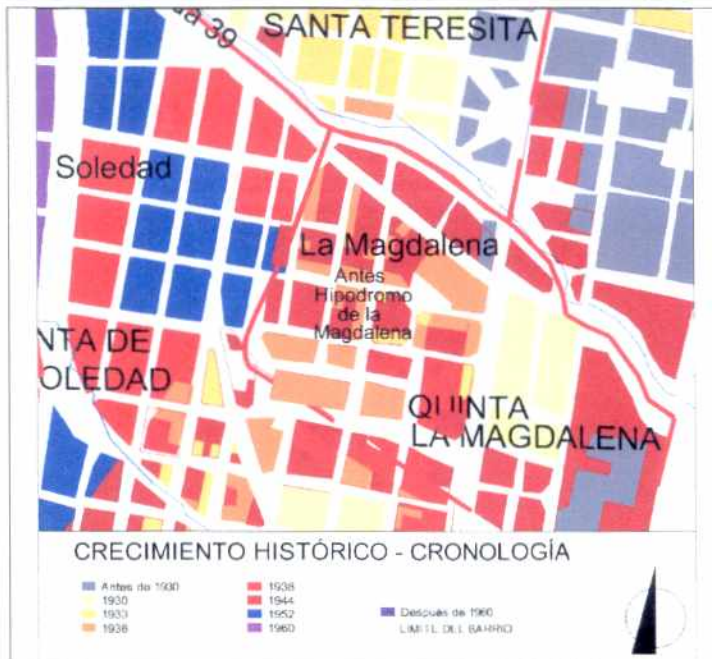 39
SANTA TERESITA
Soledad
La Magdalena
Antes
Hipodromo
de la
Magdalena
NTA DE
OLEDAD
QUINTA
LA MAGDALENA
CRECIMIENTO HISTÓRICO - CRONOLOGÍA
Antes de 1930
1930
1933
1936
1938
1944
1952
1960
Después de 1960
LIMITE DEL BARRIO